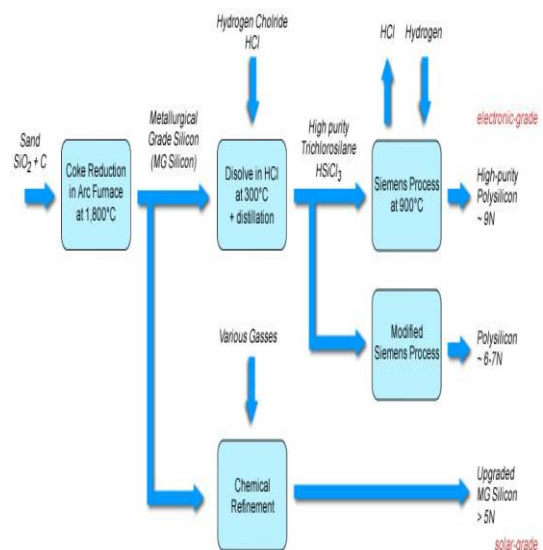 Hydrogen Cholride
HCl
HCl
Hydrogen
electronic-grade
Sand
SiO2 + C
Metallurgical
Grade Silicon
(MG Silicon)
High purity
Trichlorosilane
HSiCl3
Coke Reduction
in Arc Furnace
at 1,800°C
Disolve in HCl
at 300°C
+ distillation
Siemens Process
at 900°C
High-purity
Polysilicon
~ 9N
Various Gasses
Modified
Siemens Process
Polysilicon
~ 6-7N
Chemical
Refinement
Upgraded
MG Silicon
> 5N
solar-grade